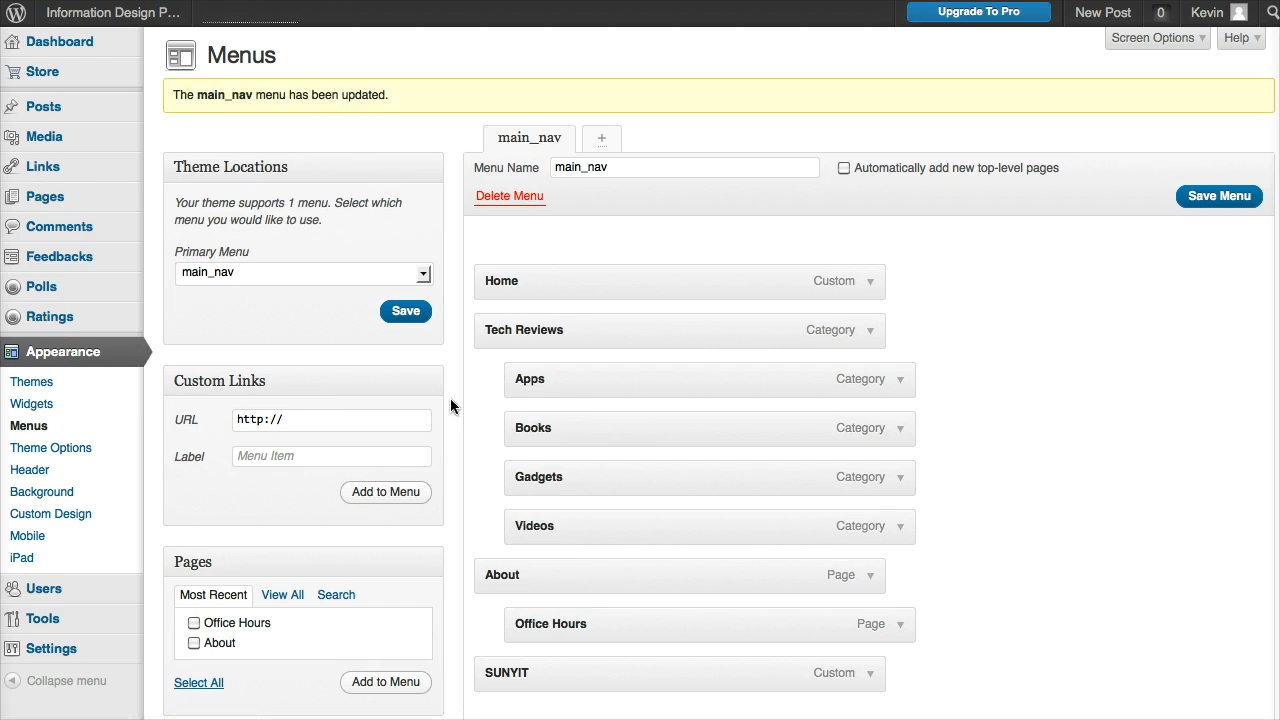 Information Design P...
Upgrade To Pro
New Post
0
Kevin
Dashboard
Store
Posts
Media
Links
Pages
Comments
Feedbacks
Polls
Ratings
Appearance
Themes
Widgets
Menus
Theme Options
Header
Background
Custom Design
Mobile
iPad
Users
Tools
Settings
Collapse menu
Screen Options
Help
Menus
The main_nav menu has been updated.
Theme Locations
Your theme supports 1 menu. Select which
menu you would like to use.
Primary Menu
main_nav
Save
Custom Links
URL http://
Label Menu Item
Add to Menu
Pages
Most Recent View All Search
Office Hours
About
Select All Add to Menu
main_nav +
Menu Name main_nav Automatically add new top-level pages
Delete Menu Save Menu
Home Custom
Tech Reviews Category
Apps Category
Books Category
Gadgets Category
Videos Category
About Page
Office Hours Page
SUNYIT Custom